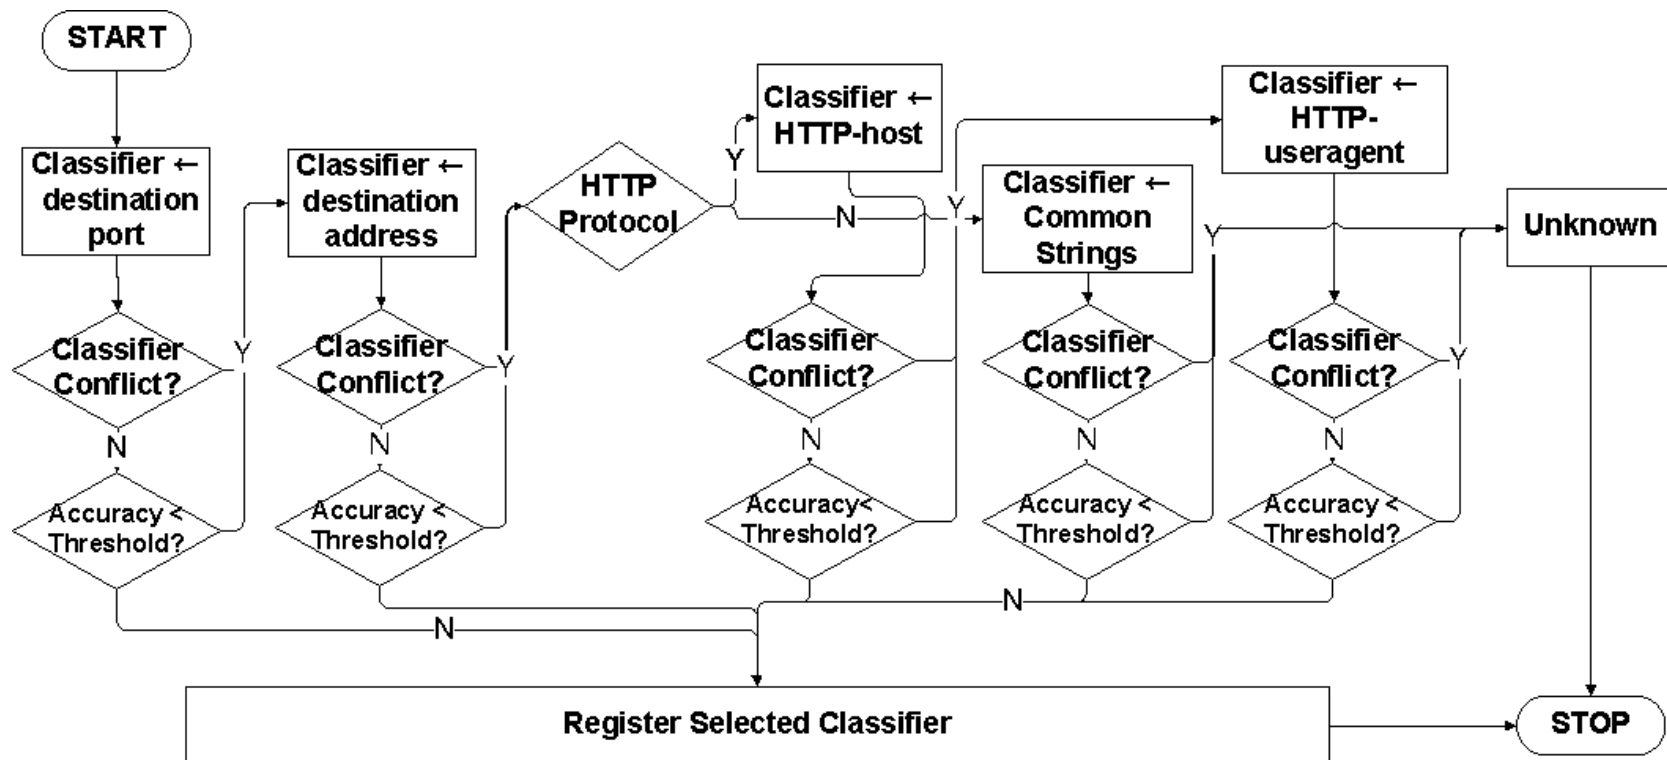 START
Classifier ←
destination
port
Classifier
Conflict?
N
Accuracy <
Threshold?
Y
Classifier ←
destination
address
Classifier
Conflict?
N
Accuracy <
Threshold?
Y
HTTP
Protocol
Y
N
Classifier ←
HTTP-host
Classifier
Conflict?
N
Accuracy<
Threshold?
Y
Classifier ←
Common
Strings
Classifier
Conflict?
N
Accuracy <
Threshold?
Y
Classifier ←
HTTP-
useragent
Classifier
Conflict?
N
Accuracy <
Threshold?
Y
Unknown
N
N
Register Selected Classifier
STOP